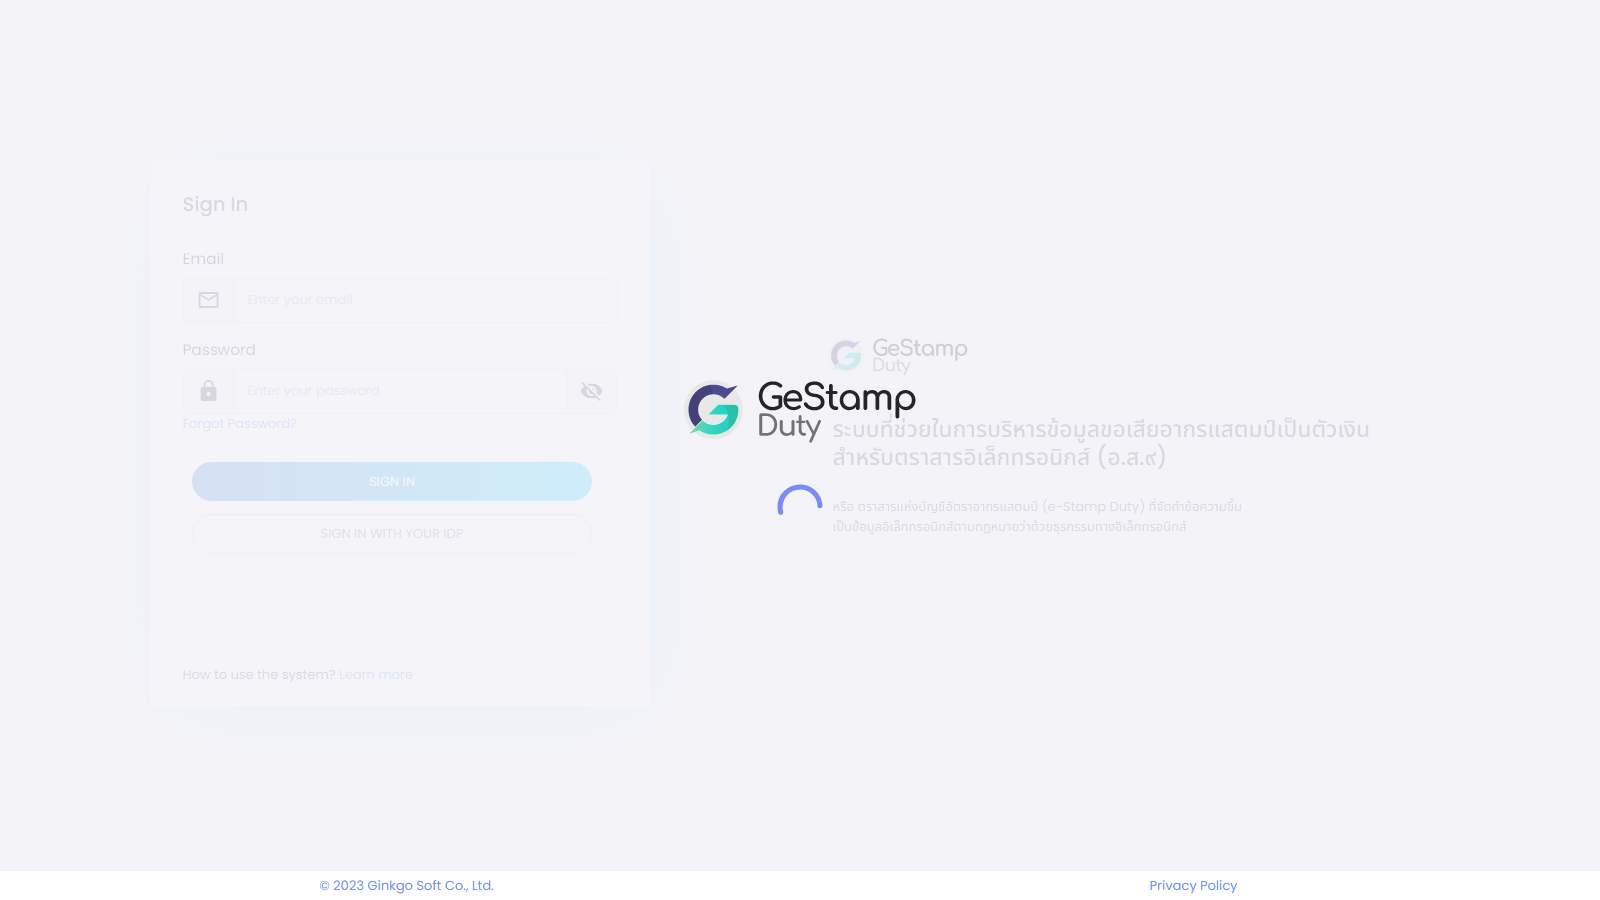 Sign In
Email
Enter your email
Password
Enter your password
Forgot Password?
SIGN IN
SIGN IN WITH YOUR IDP
How to use the system? Learn more
GeStamp
Duty
GeStamp
Duty
ระบบที่ช่วยในการบริหารข้อมูลขอเสียอากรแสตมป์เป็นตัวเงิน
สำหรับตราสารอิเล็กทรอนิกส์ (อ.ส.๙)
หรือ ตราสารแห่งบัญชีอัตราอากรแสตมป์ (e-Stamp Duty) ที่จัดทำข้อความขึ้น
เป็นข้อมูลอิเล็กทรอนิกส์ตามกฎหมายว่าด้วยธุรกรรมทางอิเล็กทรอนิกส์
© 2023 Ginkgo Soft Co., Ltd.
Privacy Policy